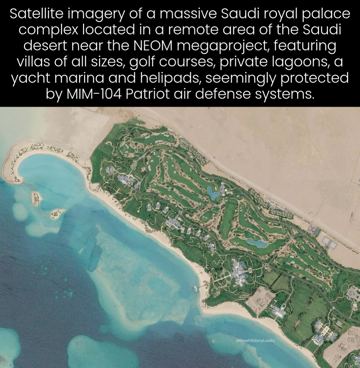 Satellite imagery of a massive Saudi royal palace
complex located in a remote area of the Saudi
desert near the NEOM megaproject, featuring
villas of all sizes, golf courses, private lagoons, a
yacht marina and helipads, seemingly protected
by MIM-104 Patriot air defense systems.